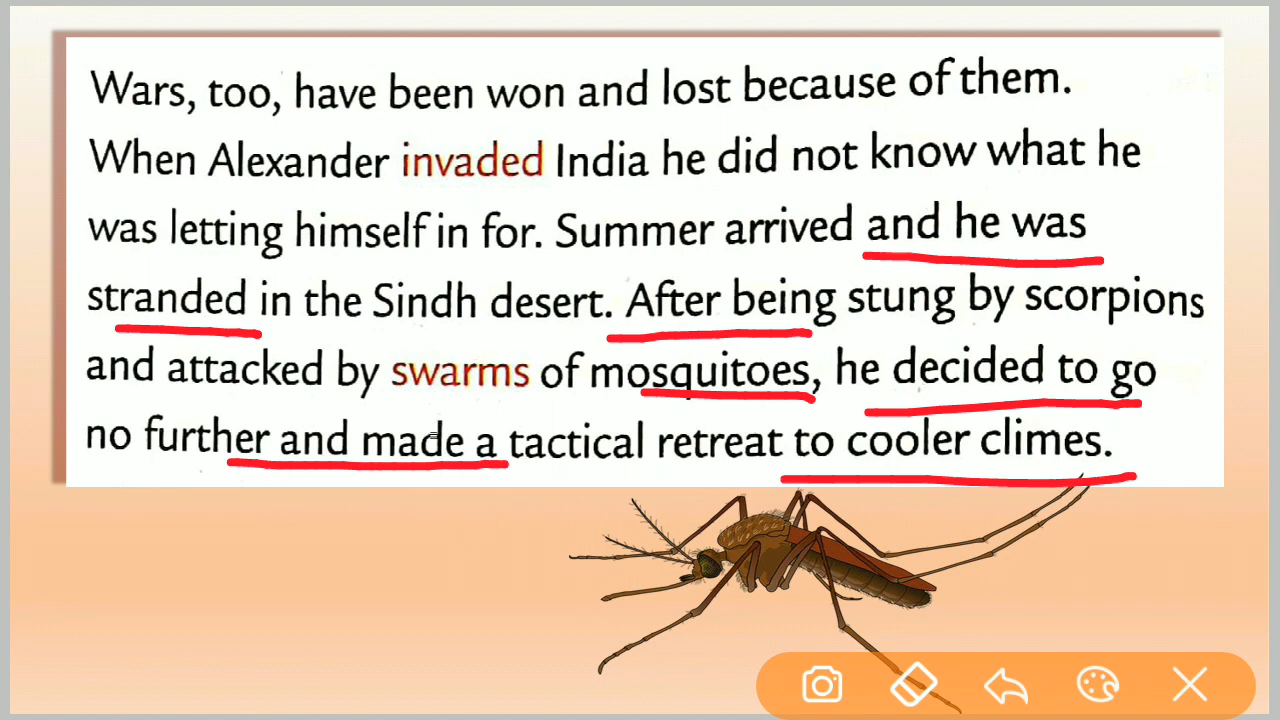 Wars, too, have been won and lost because of them.
When Alexander invaded India he did not know what he
was letting himself in for. Summer arrived and he was
stranded in the Sindh desert. After being stung by scorpions
and attacked by swarms of mosquitoes, he decided to go
no further and made a tactical retreat to cooler climes.